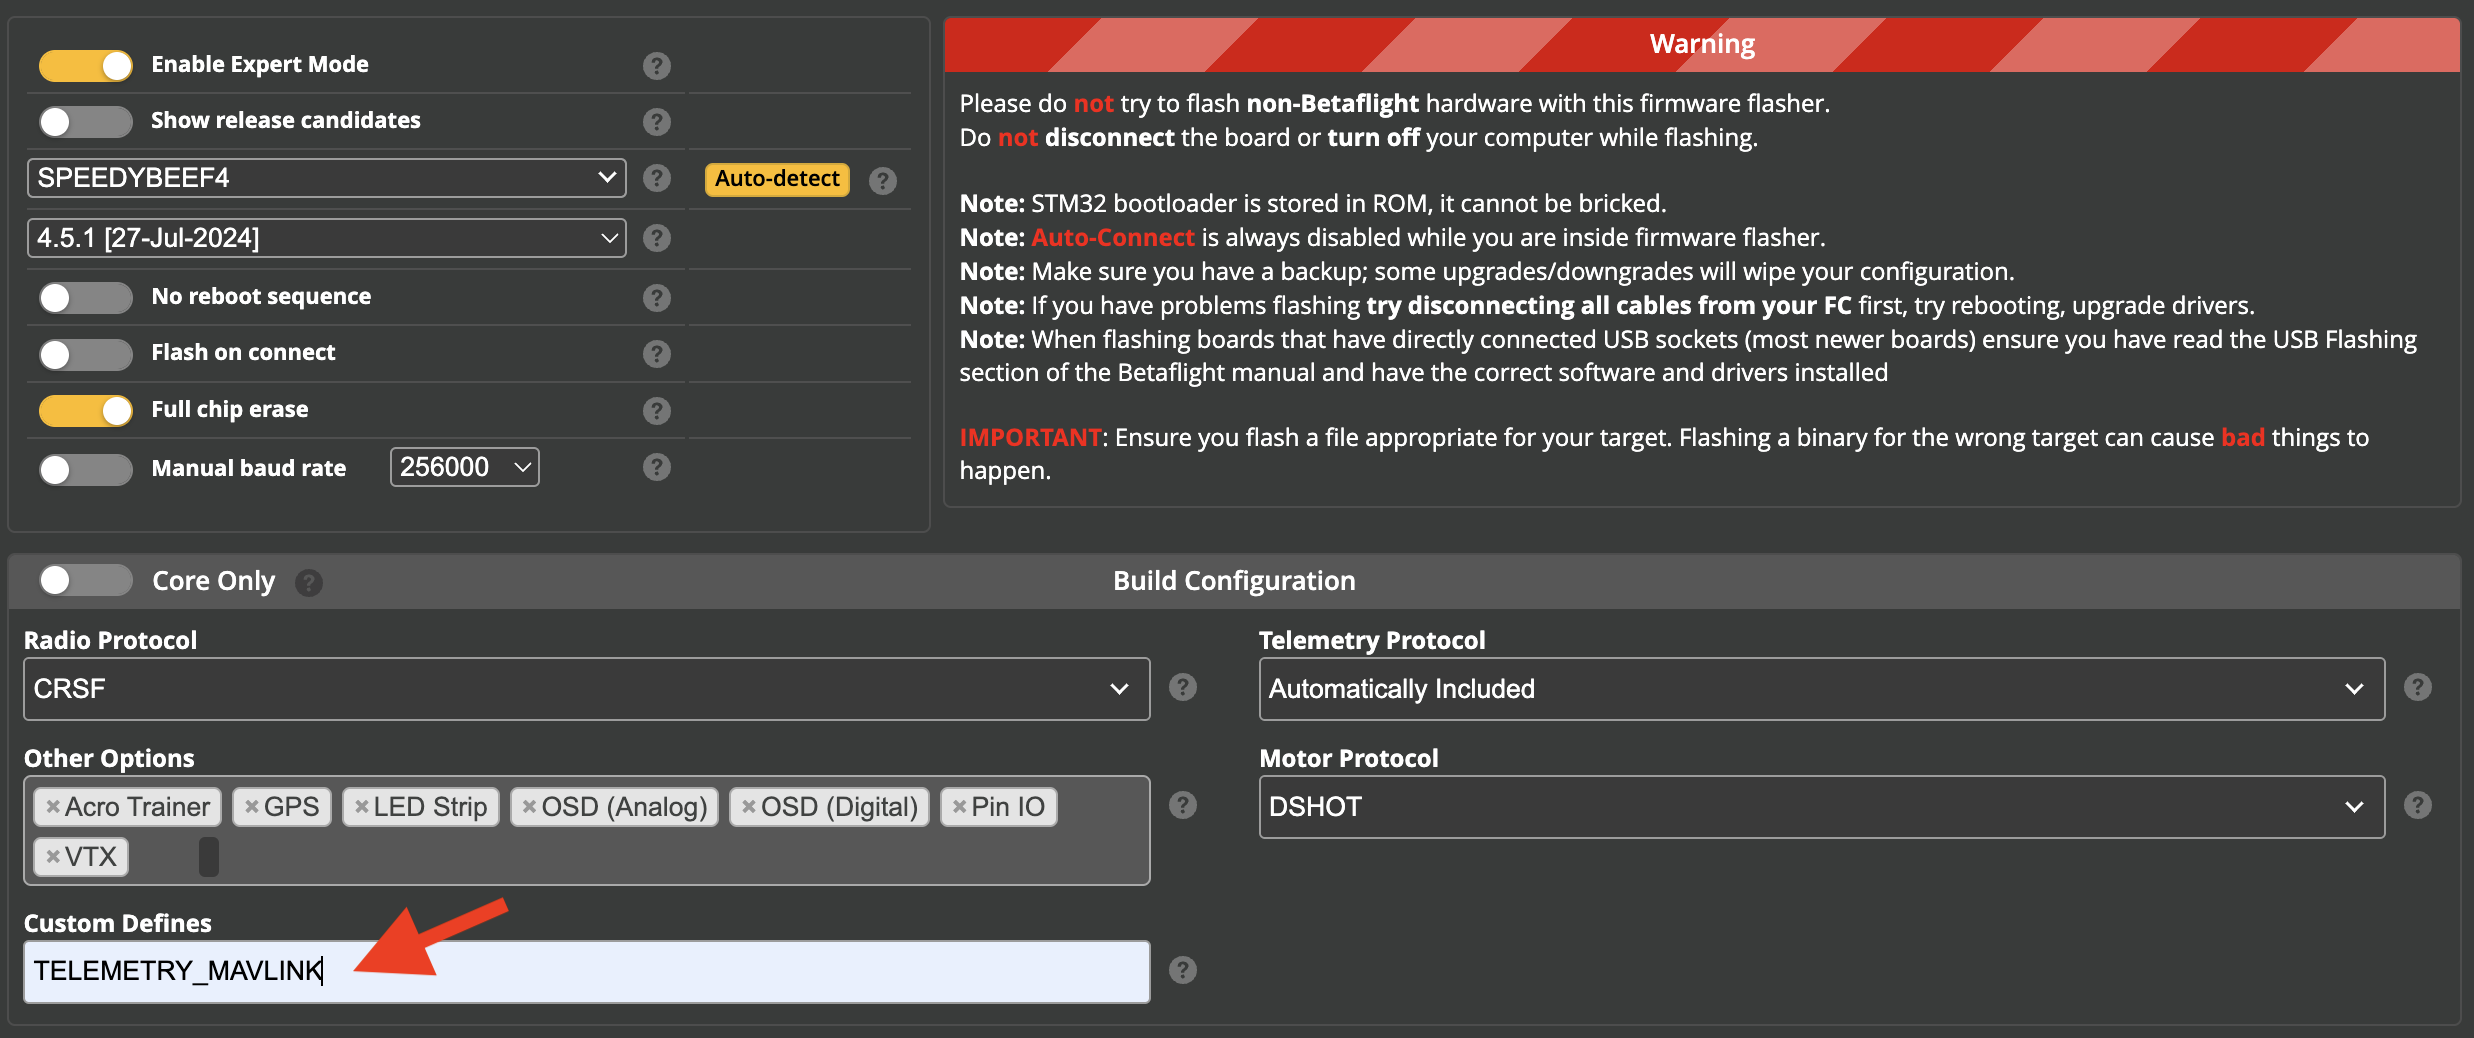 Enable Expert Mode
Show release candidates
SPEEDYBEEF4
Auto-detect
4.5.1 [27-Jul-2024]
No reboot sequence
Flash on connect
Full chip erase
Manual baud rate 256000
Warning
Please do not try to flash non-Betaflight hardware with this firmware flasher.
Do not disconnect the board or turn off your computer while flashing.
Note: STM32 bootloader is stored in ROM, it cannot be bricked.
Note: Auto-Connect is always disabled while you are inside firmware flasher.
Note: Make sure you have a backup; some upgrades/downgrades will wipe your configuration.
Note: If you have problems flashing try disconnecting all cables from your FC first, try rebooting, upgrade drivers.
Note: When flashing boards that have directly connected USB sockets (most newer boards) ensure you have read the USB Flashing
section of the Betaflight manual and have the correct software and drivers installed
IMPORTANT: Ensure you flash a file appropriate for your target. Flashing a binary for the wrong target can cause bad things to
happen.
Core Only
Build Configuration
Radio Protocol
CRSF
Telemetry Protocol
Automatically Included
Other Options
×Acro Trainer ×GPS ×LED Strip ×OSD (Analog) ×OSD (Digital) ×Pin IO
×VTX
Motor Protocol
DSHOT
Custom Defines
TELEMETRY_MAVLINK